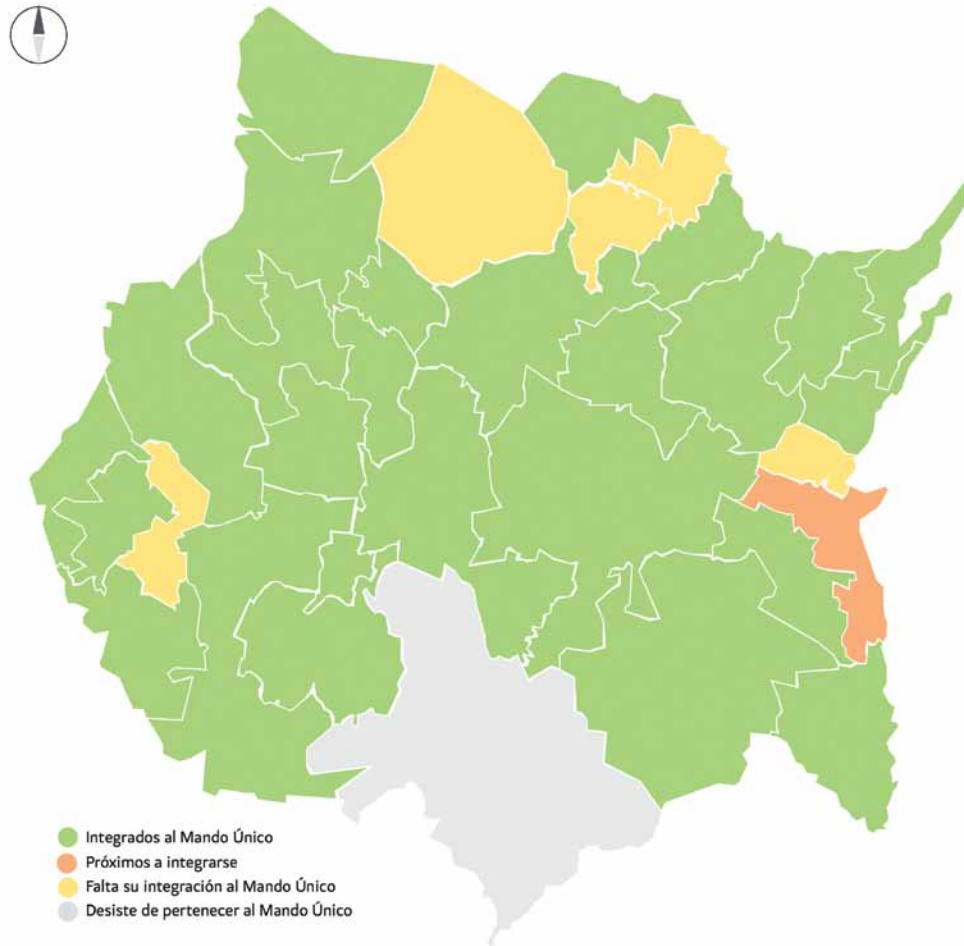 Integrados al Mando Único
Próximos a integrarse
Falta su integración al Mando Único
Desiste de pertenecer al Mando Único